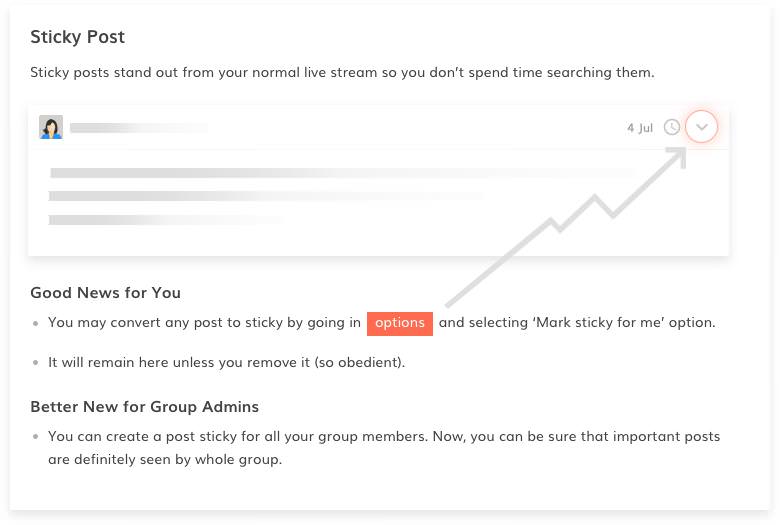 Sticky Post
Sticky posts stand out from your normal live stream so you don’t spend time searching them.
4 Jul
Good News for You
You may convert any post to sticky by going in options and selecting ‘Mark sticky for me’ option.
It will remain here unless you remove it (so obedient).
Better New for Group Admins
You can create a post sticky for all your group members. Now, you can be sure that important posts
are definitely seen by whole group.